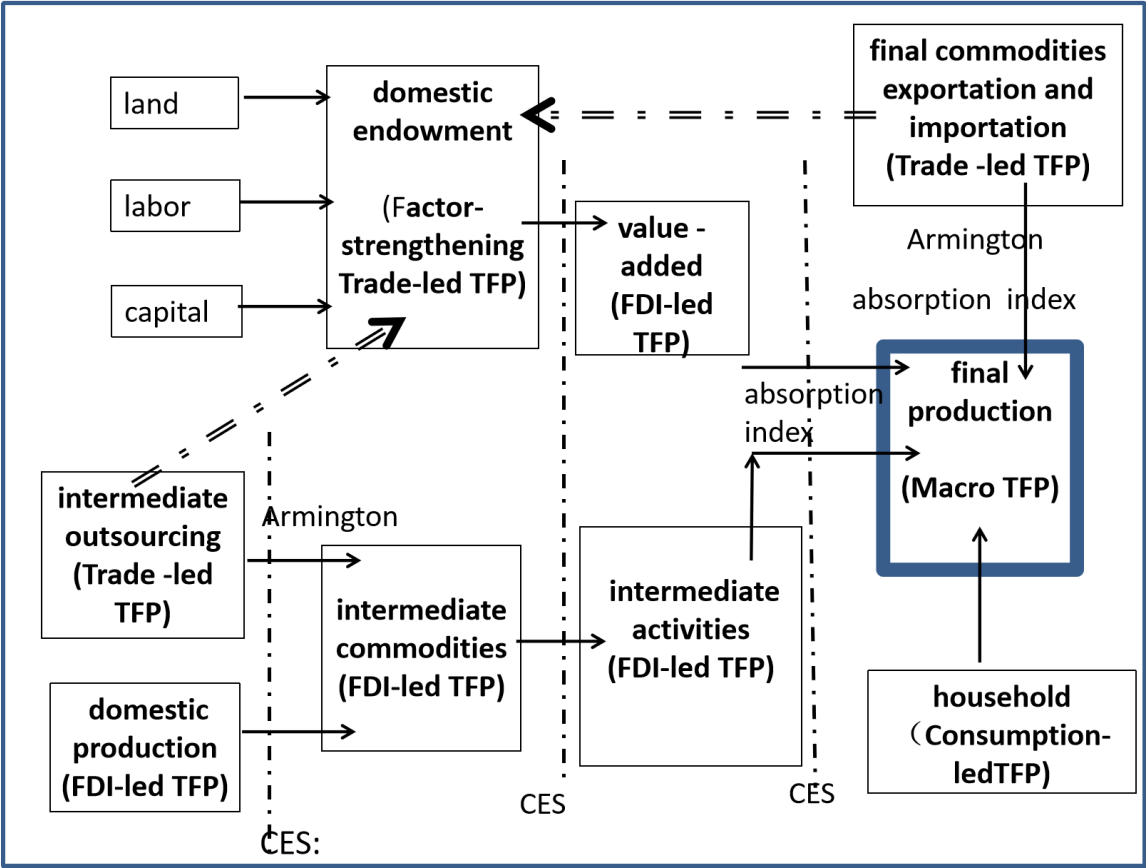 land
labor
capital
domestic
endowment
(Factor-
strengthening
Trade-led TFP)
value -
added
(FDI-led
TFP)
final commodities
exportation and
importation
(Trade -led TFP)
Armington
absorption index
absorption
index
final
production
(Macro TFP)
intermediate
outsourcing
(Trade -led
TFP)
Armington
domestic
production
(FDI-led TFP)
intermediate
commodities
(FDI-led TFP)
intermediate
activities
(FDI-led TFP)
household
（Consumption-
ledTFP)
CES:
CES
CES